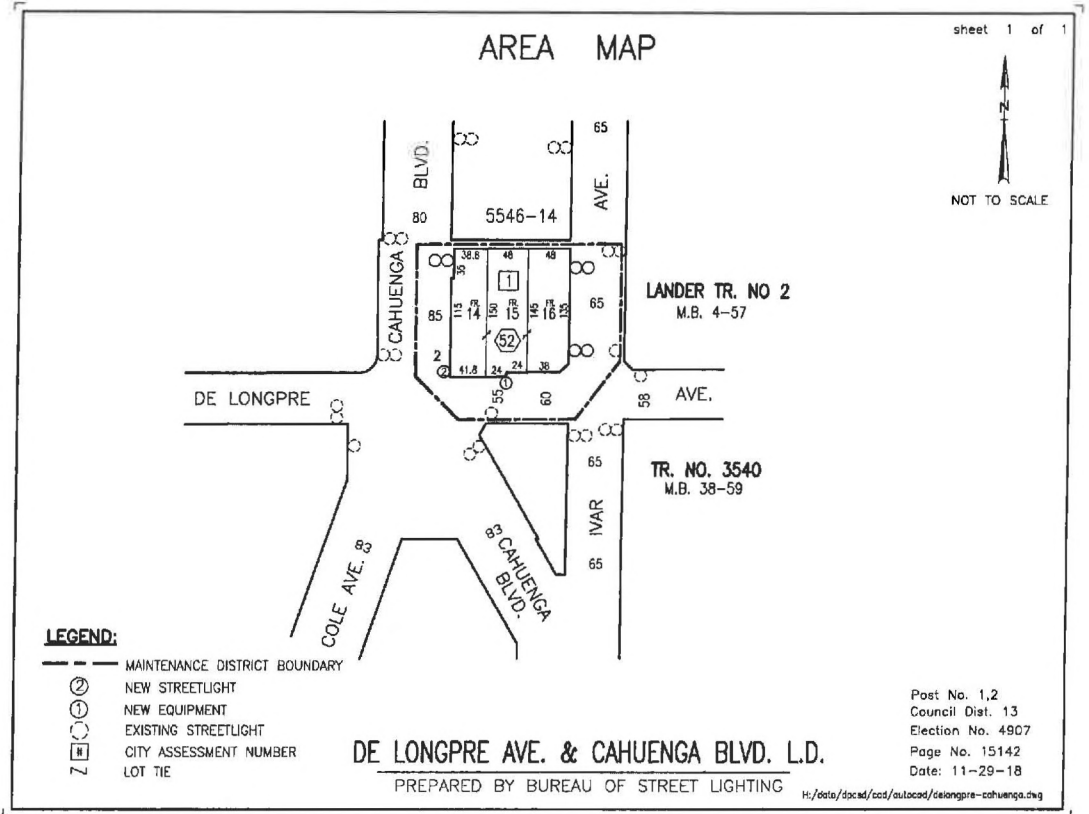 sheet 1 of 1
AREA MAP
N
NOT TO SCALE
BLVD.
80
CAHUENGA
65
AVE.
5546-14
38.8 48 48
35
1
85
115 FR. 14 150 FR. 15 145 FR. 16 135
65
52
2
2
41.8 24 24 38
1
55
60
58
LANDER TR. NO 2
M.B. 4-57
DE LONGPRE
AVE.
TR. NO. 3540
M.B. 38-59
65
IVAR
65
COLE AVE. 83
83 CAHUENGA
BLVD.
LEGEND:
MAINTENANCE DISTRICT BOUNDARY
2 NEW STREETLIGHT
1 NEW EQUIPMENT
EXISTING STREETLIGHT
# CITY ASSESSMENT NUMBER
LOT TIE
DE LONGPRE AVE. & CAHUENGA BLVD. L.D.
PREPARED BY BUREAU OF STREET LIGHTING
Post No. 1,2
Council Dist. 13
Election No. 4907
Page No. 15142
Date: 11-29-18
H:/data/dpcsd/cad/autocad/delongpre-cahuenga.dwg